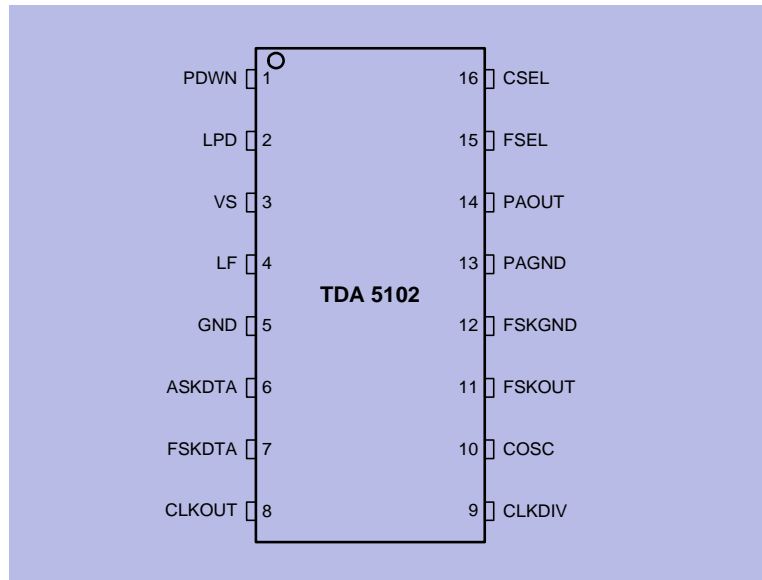 PDWN 1 16 CSEL
LPD 2 15 FSEL
VS 3 14 PAOUT
LF 4 13 PAGND
TDA 5102
GND 5 12 FSKGND
ASKDTA 6 11 FSKOUT
FSKDTA 7 10 COSC
CLKOUT 8 9 CLKDIV